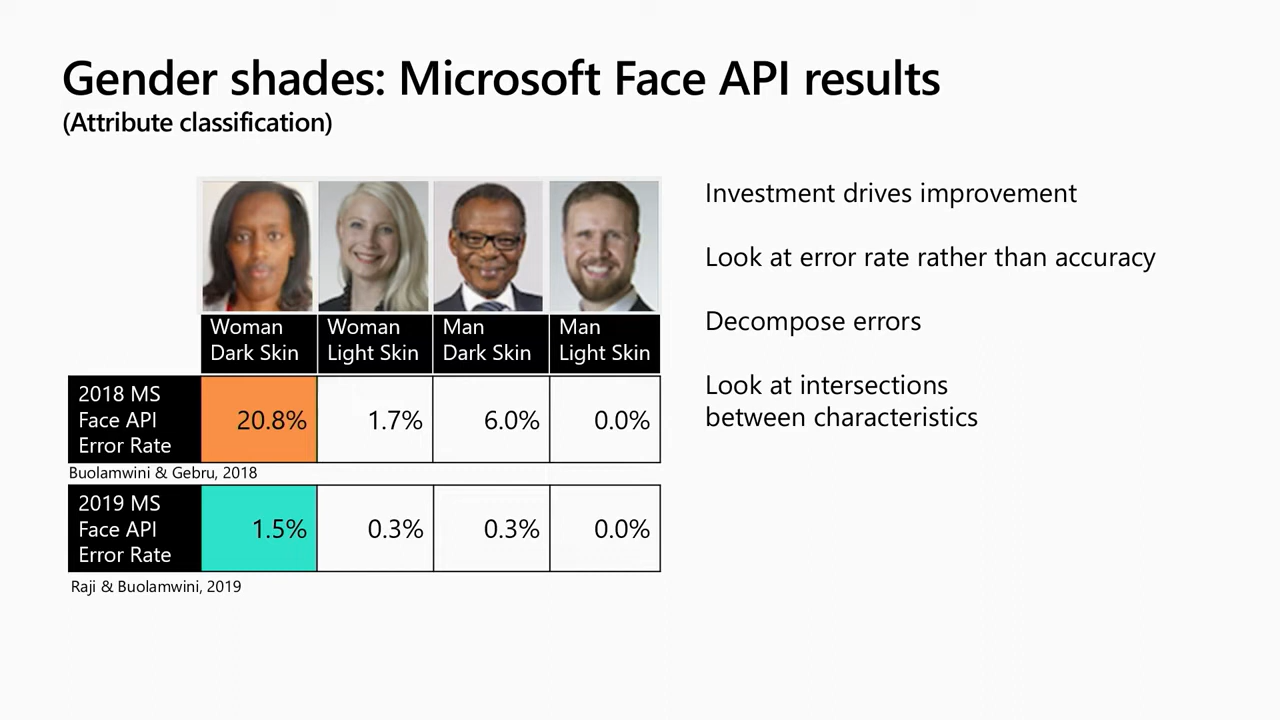 Gender shades: Microsoft Face API results
(Attribute classification)
Woman
Dark Skin
Woman
Light Skin
Man
Dark Skin
Man
Light Skin
2018 MS
Face API
Error Rate
20.8%
1.7%
6.0%
0.0%
Buolamwini & Gebru, 2018
2019 MS
Face API
Error Rate
1.5%
0.3%
0.3%
0.0%
Raji & Buolamwini, 2019
Investment drives improvement
Look at error rate rather than accuracy
Decompose errors
Look at intersections
between characteristics